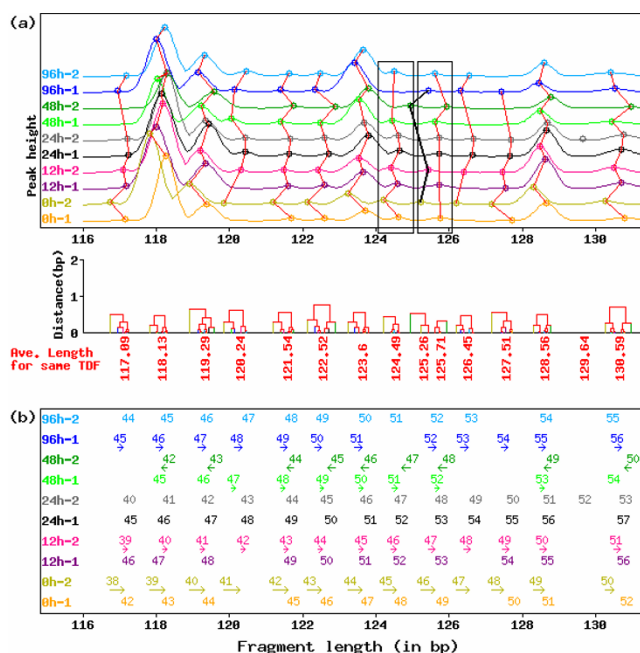 (a)
Peak height
96h-2
96h-1
48h-2
48h-1
24h-2
24h-1
12h-2
12h-1
0h-2
0h-1
116 118 120 122 124 126 128 130
Distance(bp)
2
1
0
Ave. Length
for same TDF
117.09 118.13 119.29 120.24 121.54 122.52 123.6 124.49 125.26 125.71 126.45 127.51 128.56 129.64 130.59
(b)
96h-2 44 45 46 47 48 49 50 51 52 53 54 55
96h-1 45 46 47 48 49 50 51 52 53 54 55 56
48h-2 42 43 44 45 46 47 48 49 50
48h-1 45 46 47 48 49 50 51 52 53 54
24h-2 40 41 42 43 44 45 46 47 48 49 50 51 52 53
24h-1 45 46 47 48 49 50 51 52 53 54 55 56 57
12h-2 39 40 41 42 43 44 45 46 47 48 49 50 51
12h-1 46 47 48 49 50 51 52 53 54 55 56
0h-2 38 39 40 41 42 43 44 45 46 47 48 49 50
0h-1 42 43 44 45 46 47 48 49 50 51 52
116 118 120 122 124 126 128 130
Fragment length (in bp)